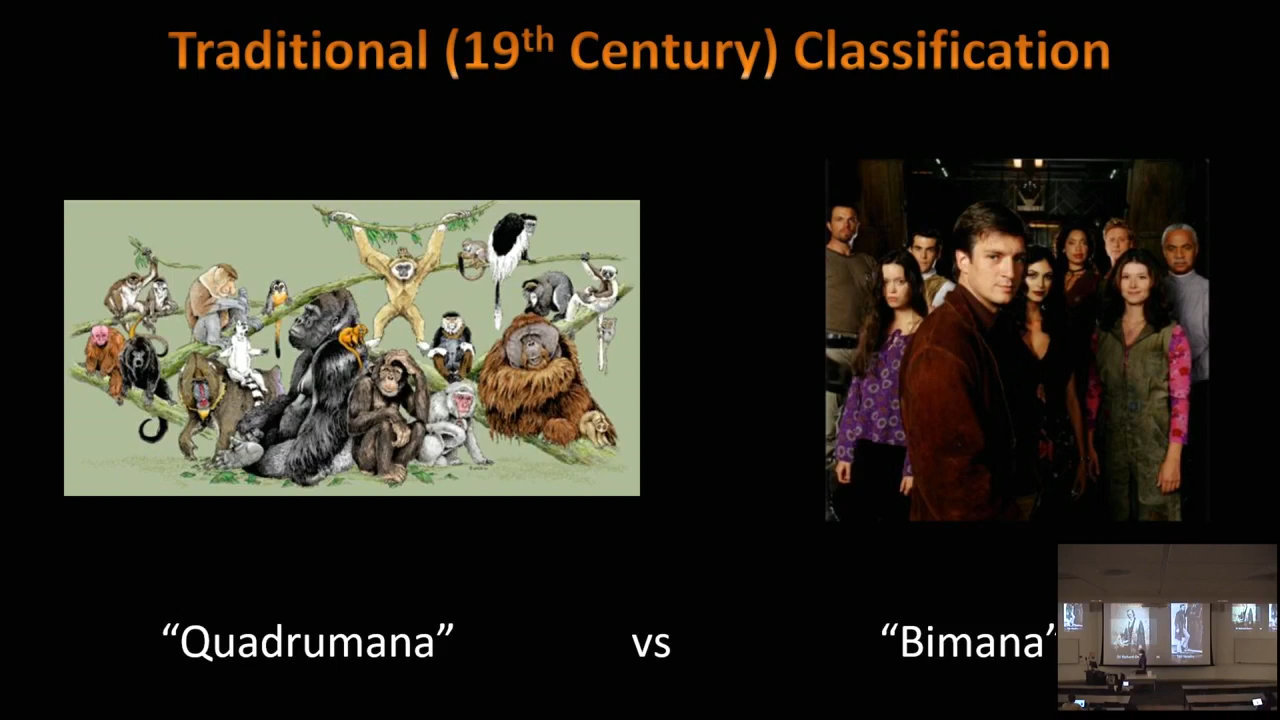 Traditional (19th Century) Classification
“Quadrumana”
vs
“Bimana”